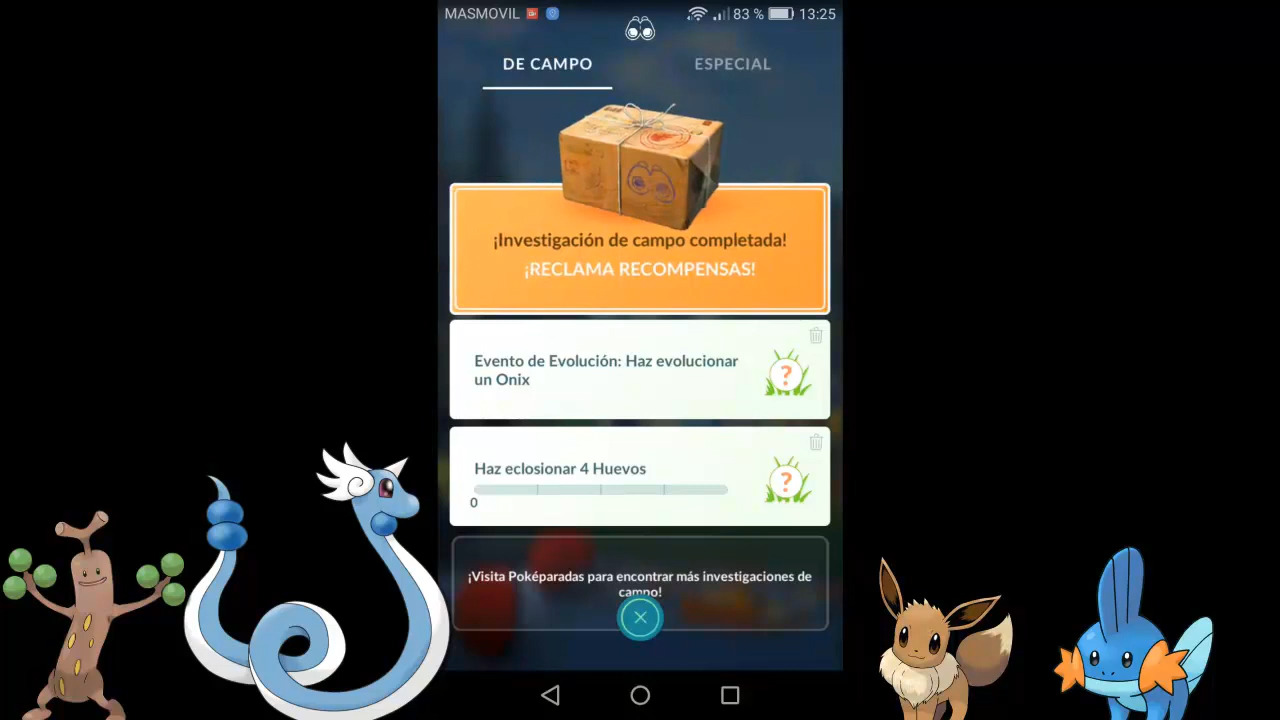 MASMOVIL 83 % 13:25
DE CAMPO ESPECIAL
¡Investigación de campo completada!
¡RECLAMA RECOMPENSAS!
Evento de Evolución: Haz evolucionar
un Onix
?
Haz eclosionar 4 Huevos
?
0
¡Visita Poképaradas para encontrar más investigaciones de
campo!